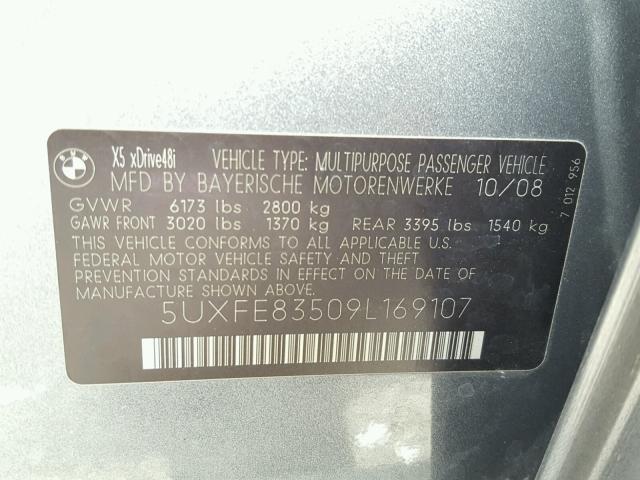 BMW
X5 xDrive48i VEHICLE TYPE: MULTIPURPOSE PASSENGER VEHICLE
MFD BY BAYERISCHE MOTORENWERKE 10/08
GVWR 6173 lbs 2800 kg
GAWR FRONT 3020 lbs 1370 kg REAR 3395 lbs 1540 kg
THIS VEHICLE CONFORMS TO ALL APPLICABLE U.S.
FEDERAL MOTOR VEHICLE SAFETY AND THEFT
PREVENTION STANDARDS IN EFFECT ON THE DATE OF
MANUFACTURE SHOWN ABOVE.
5UXFE83509L169107
7 012 956